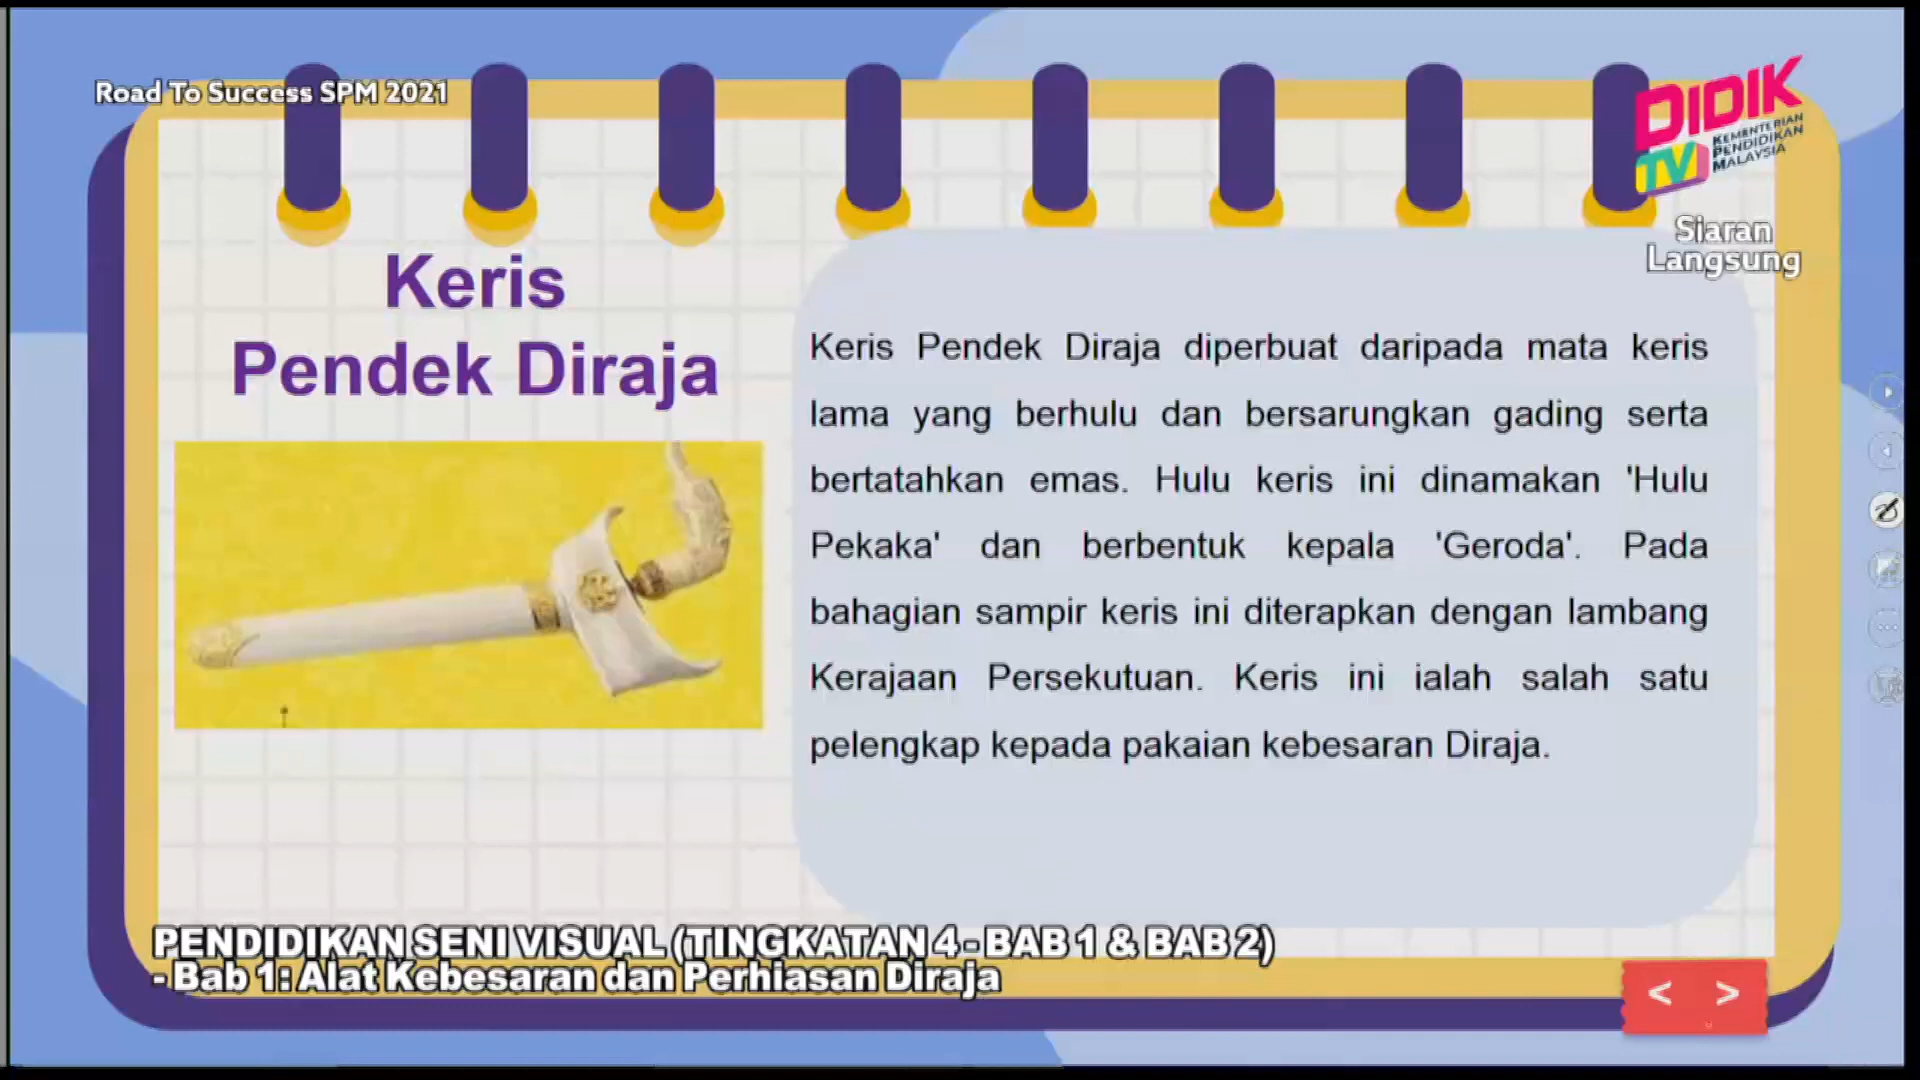 Road To Success SPM 2021
DIDIK
TV
KEMENTERIAN
PENDIDIKAN
MALAYSIA
Siaran
Langsung
Keris
Pendek Diraja
Keris Pendek Diraja diperbuat daripada mata keris
lama yang berhulu dan bersarungkan gading serta
bertatahkan emas. Hulu keris ini dinamakan 'Hulu
Pekaka' dan berbentuk kepala 'Geroda'. Pada
bahagian sampir keris ini diterapkan dengan lambang
Kerajaan Persekutuan. Keris ini ialah salah satu
pelengkap kepada pakaian kebesaran Diraja.
PENDIDIKAN SENI VISUAL (TINGKATAN 4 - BAB 1 & BAB 2)
- Bab 1: Alat Kebesaran dan Perhiasan Diraja
< >